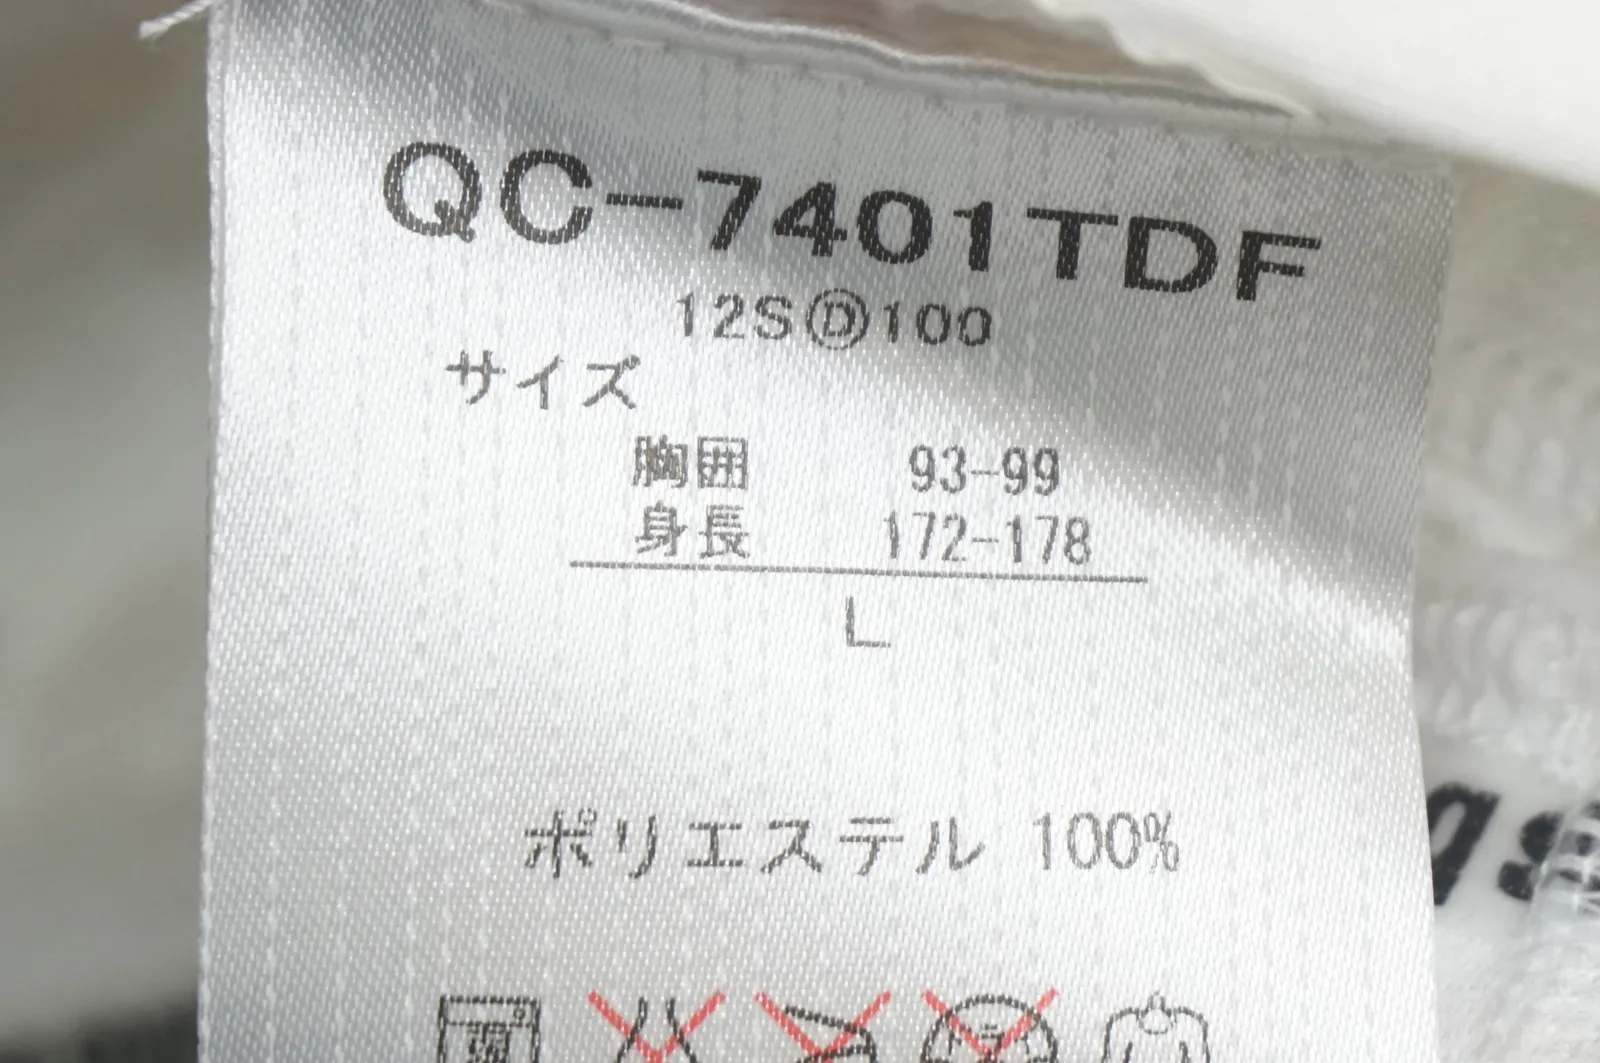 QC-7401TDF
12SⒹ100
サイズ
胸囲 93-99
身長 172-178
L
ポリエステル 100%